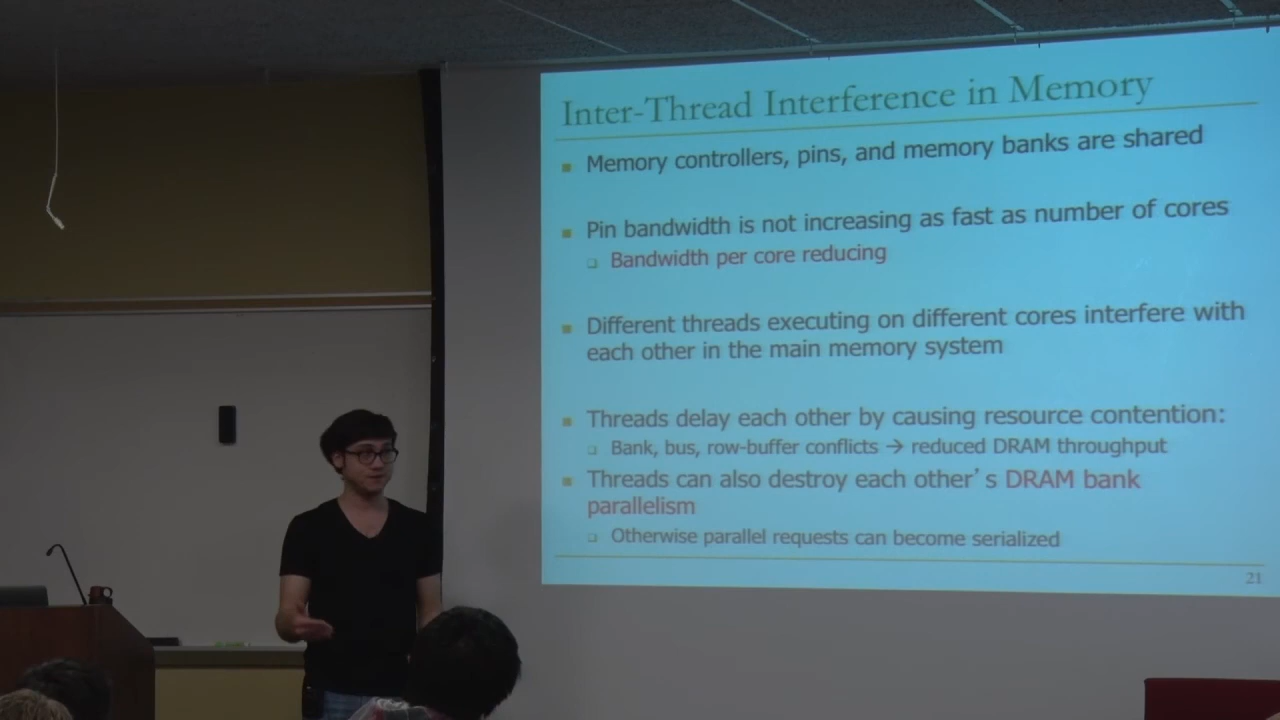 Inter-Thread Interference in Memory
Memory controllers, pins, and memory banks are shared
Pin bandwidth is not increasing as fast as number of cores
Bandwidth per core reducing
Different threads executing on different cores interfere with
each other in the main memory system
Threads delay each other by causing resource contention:
Bank, bus, row-buffer conflicts → reduced DRAM throughput
Threads can also destroy each other's DRAM bank
parallelism
Otherwise parallel requests can become serialized
21